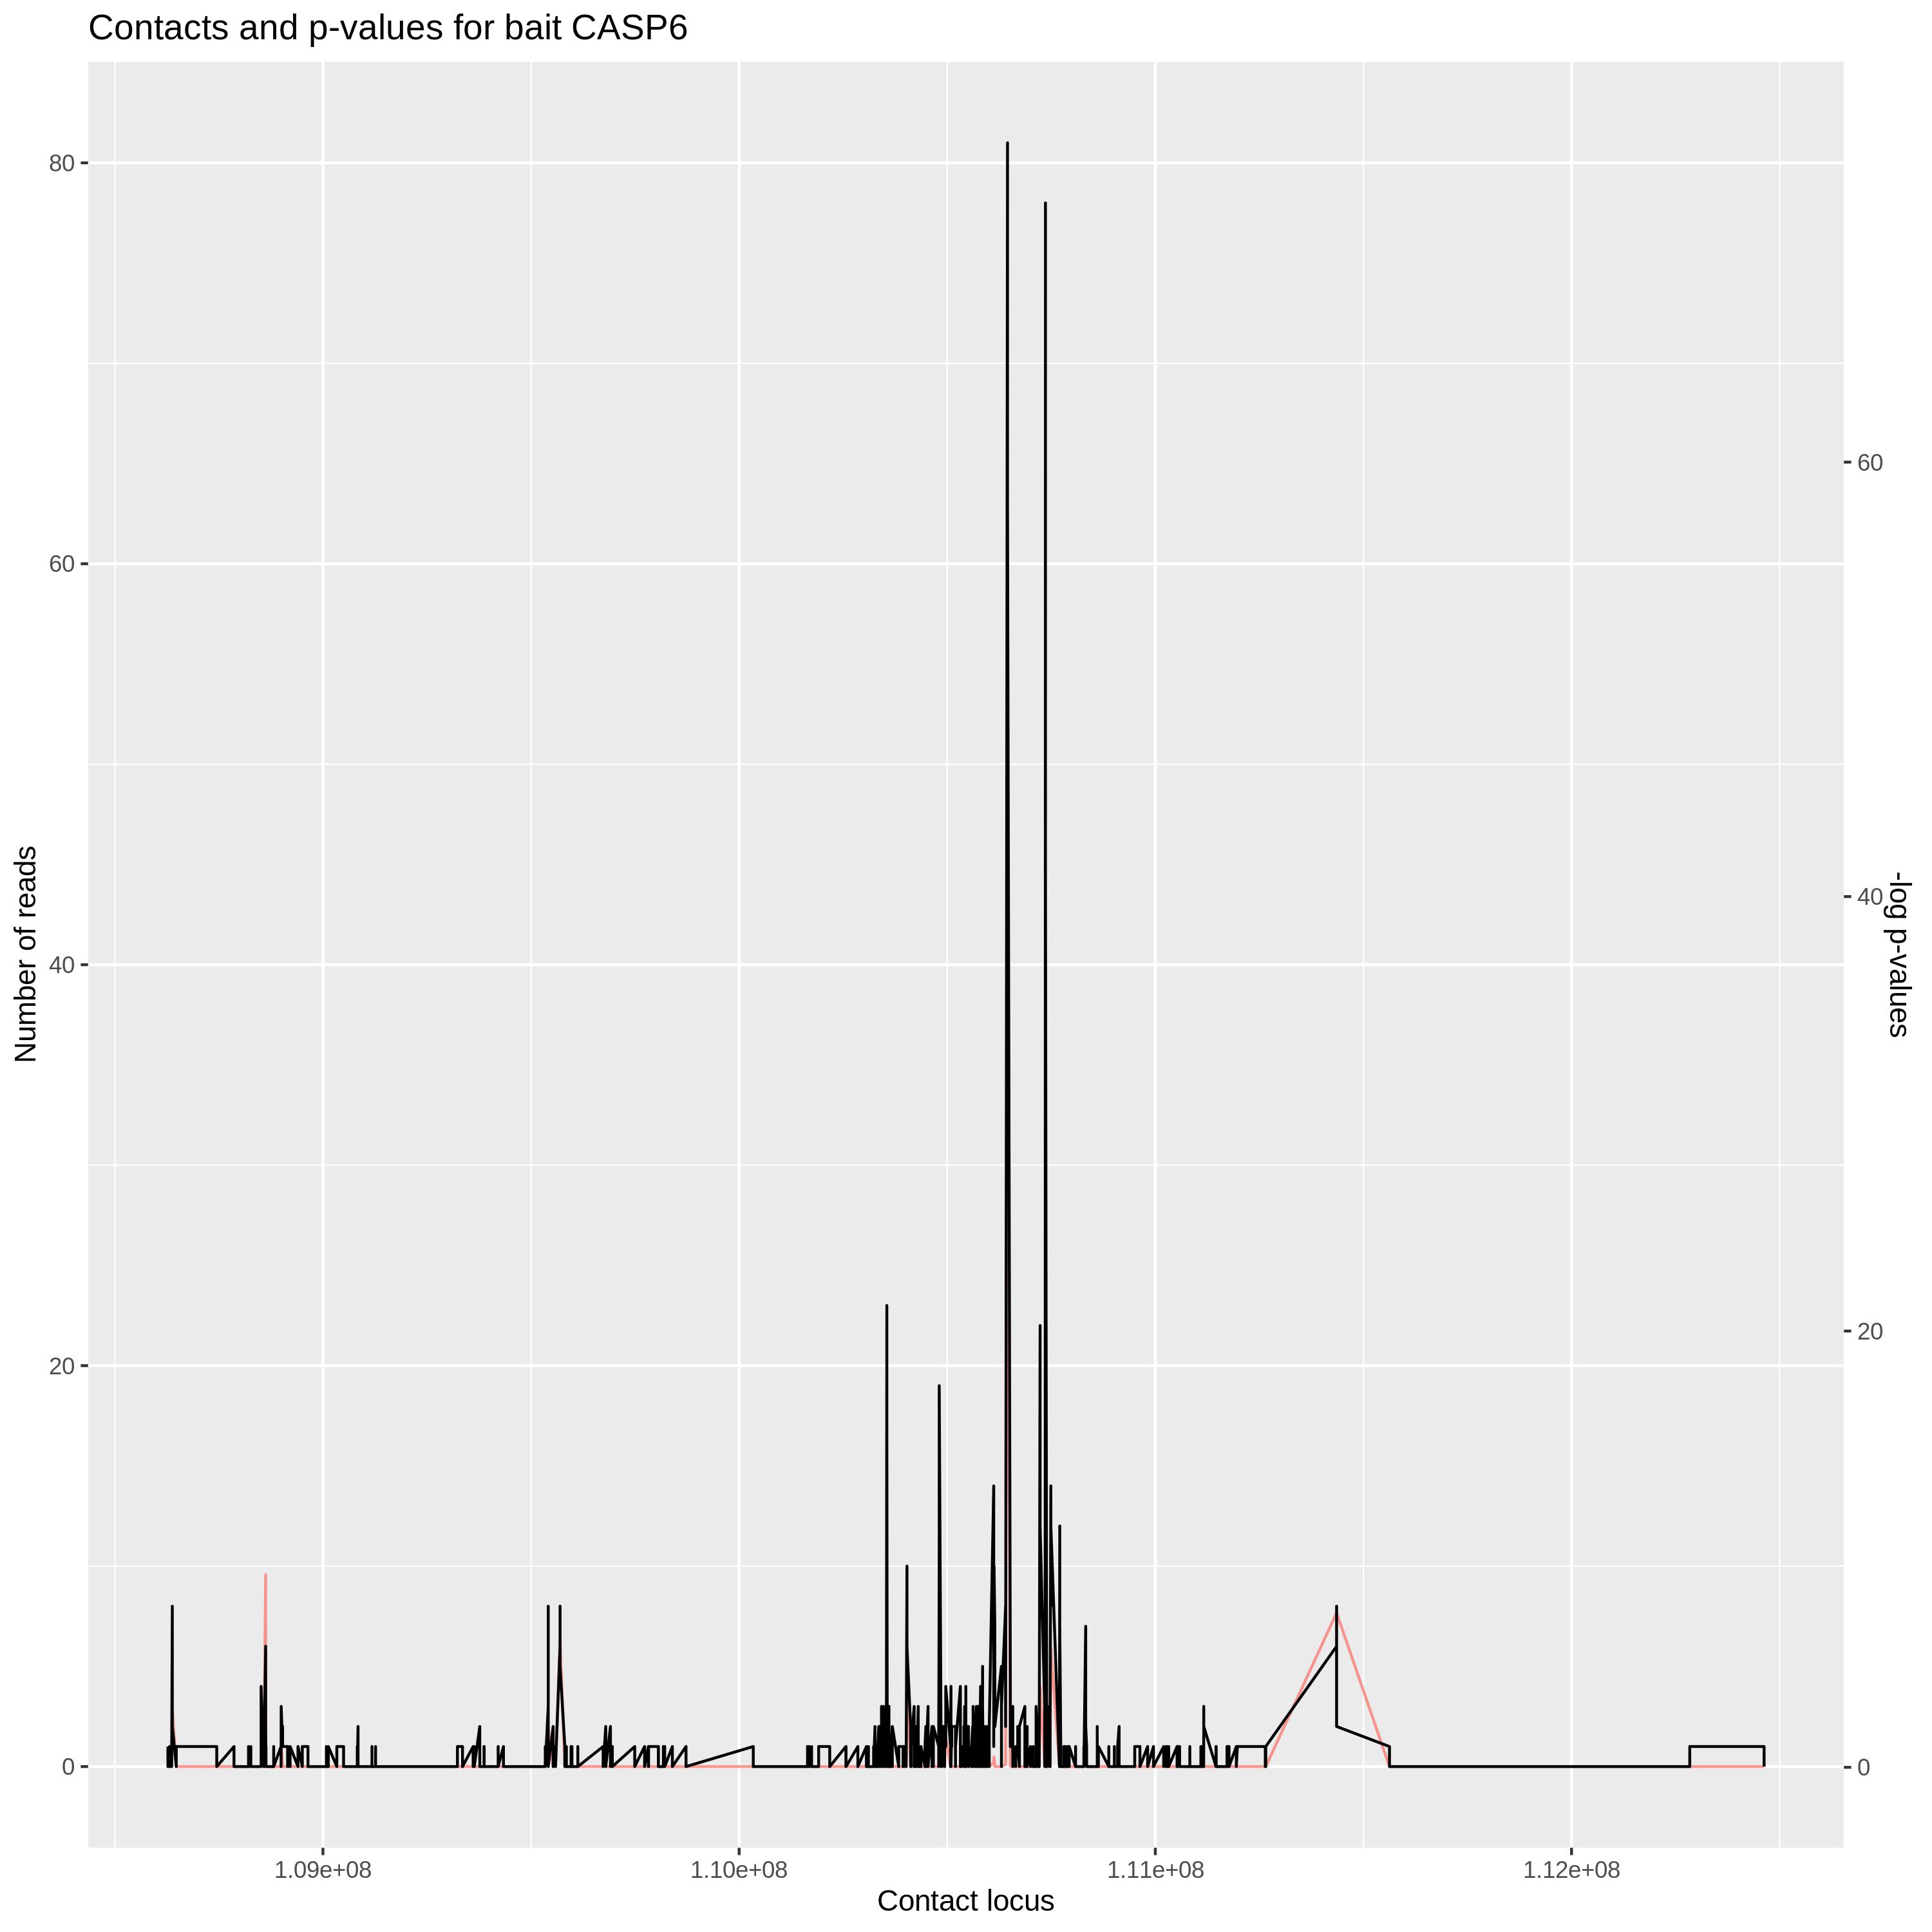 Contacts and p-values for bait CASP6
80
60
40
20
0
Number of reads
60
40
20
0
-log p-values
1.09e+08 1.10e+08 1.11e+08 1.12e+08
Contact locus